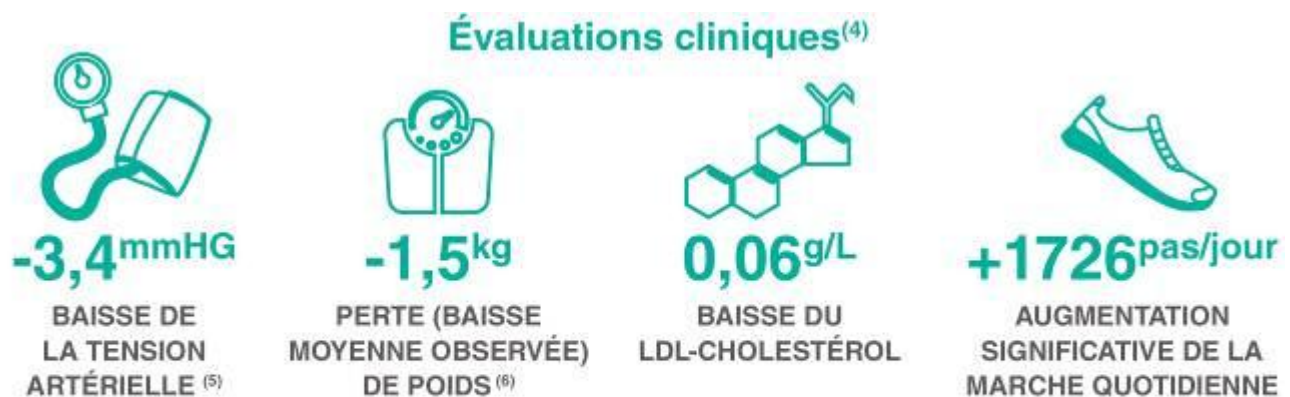 Évaluations cliniques(4)
-3,4mmHG
BAISSE DE
LA TENSION
ARTÉRIELLE (5)
-1,5kg
PERTE (BAISSE
MOYENNE OBSERVÉE)
DE POIDS (6)
0,06g/L
BAISSE DU
LDL-CHOLESTÉROL
+1726pas/jour
AUGMENTATION
SIGNIFICATIVE DE LA
MARCHE QUOTIDIENNE